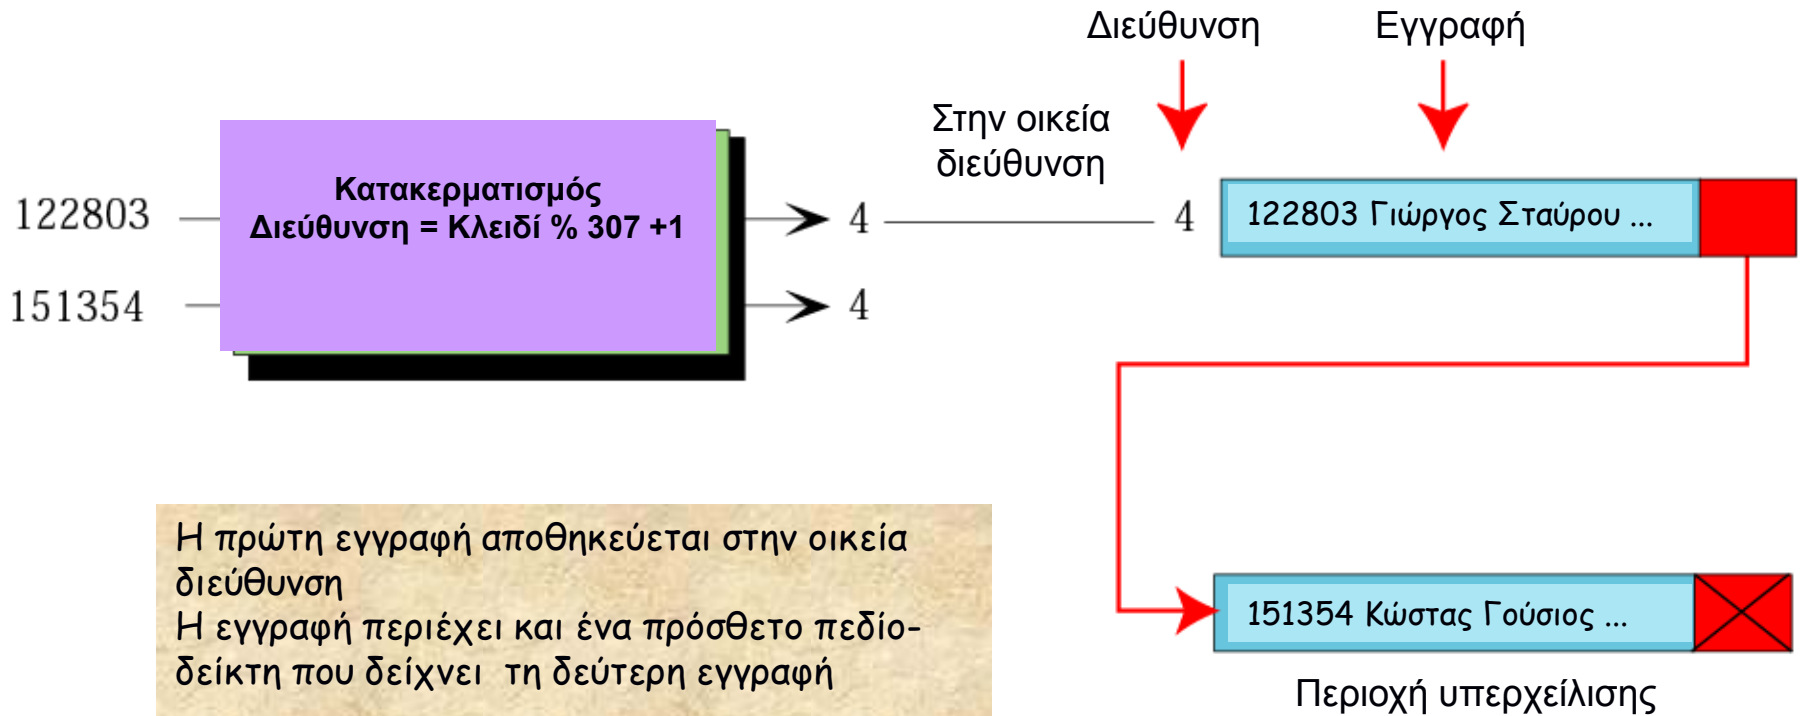 Διεύθυνση Εγγραφή
Στην οικεία
διεύθυνση
Κατακερματισμός
Διεύθυνση = Κλειδί % 307 +1
122803 4 4 122803 Γιώργος Σταύρου ...
151354 4
Η πρώτη εγγραφή αποθηκεύεται στην οικεία
διεύθυνση
Η εγγραφή περιέχει και ένα πρόσθετο πεδίο-
δείκτη που δείχνει τη δεύτερη εγγραφή
151354 Κώστας Γούσιος ...
Περιοχή υπερχείλισης